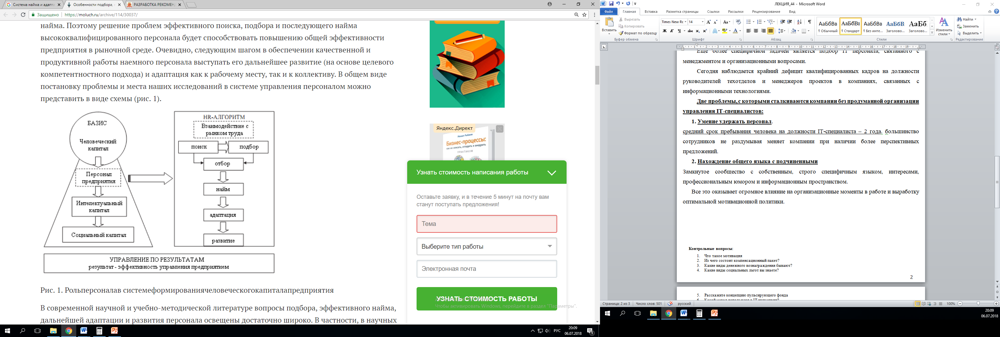 Система найма и адапта
Особенности подбора,
РАЗРАБОТКА РЕКОМЕН
Защищено
https://moluch.ru/archive/114/30037/
найма. Поэтому решение проблем эффективного поиска, подбора и последующего найма
высококвалифицированного персонала будет способствовать повышению общей эффективности
предприятия в рыночной среде. Очевидно, следующим шагом в обеспечении качественной и
продуктивной работы наемного персонала выступать его дальнейшее развитие (на основе целевого
компетентностного подхода) и адаптация как к рабочему месту, так и к коллективу. В общем виде
постановку проблемы и места наших исследований в системе управления персоналом можно
представить в виде схемы (рис. 1).
БАЗИС
Человеческий
капитал
Персонал
предприятия
Интелектуальный
капитал
Социальный капитал
HR-АЛГОРИТМ
Взаимодействие с
рынком труда
поиск
подбор
отбор
найм
адаптация
развитие
УПРАВЛЕНИЕ ПО РЕЗУЛЬТАТАМ
результат - эффективность управления предприятием
Рис. 1. Рольперсоналав системеформированиячеловеческогокапиталапредприятия
В современной научной и учебно-методической литературе вопросы подбора, эффективного найма,
дальнейшей адаптации и развития персонала освещены достаточно широко. В частности, в научных
Яндекс.Директ
Михаил Рыбаков
Бизнес-процессы:
как их описать, отладить и внедрить
ПРАКТИКУМ
Узнать стоимость написания работы
Оставьте заявку, и в течение 5 минут на почту вам
станут поступать предложения!
Тема
Выберите тип работы
Электронная почта
УЗНАТЬ СТОИМОСТЬ РАБОТЫ
Чтобы активировать Windows, перейдите в раздел "Параметры".
РУС
20:09
06.07.2018
1
ЛЕКЦИЯ_44 - Microsoft Word
Файл
Главная
Вставка
Разметка страницы
Ссылки
Рассылки
Рецензирование
Вид
Вставить
Вырезать
Копировать
Формат по образцу
Буфер обмена
Times New Rc
14
Шрифт
Абзац
АаБбВв
¶ Обычный
АаБбВı
¶ Стандарт
АаБбВв
¶ Без инте...
АаБбВ
Заголово...
АаБб
Заголово...
Стили
Изменить
стили
Найти
Заменить
Выделить
Редактирование
Еще более специфичной задачей является подбор IT персонала, связанного с
менеджментом и организационными вопросами.
Сегодня наблюдается крайний дефицит квалифицированных кадров на должности
руководителей техотделов и менеджеров проектов в компаниях, связанных с
информационными технологиями.
Две проблемы, с которыми сталкиваются компании без продуманной организации
управления IT-специалистов:
1. Умение удержать персонал.
средний срок пребывания человека на должности IT-специалиста – 2 года. большинство
сотрудников не раздумывая меняет компании при наличии более перспективных
предложений.
2. Нахождение общего языка с подчиненными
Замкнутое сообщество с собственным, строго специфичным языком, интересами,
профессиональным юмором и информационным пространством.
Все это оказывает огромное влияние на организационные моменты в работе и выработку
оптимальной мотивационной политики.
Контрольные вопросы:
1. Что такое мотивация
2. Из чего состоит компенсационный пакет?
3. Какие виды денежного вознаграждения бывают?
4. Какие виды социальных льгот вы знаете?
2
5. Расскажите концепцию пульсирующего фонда
6. Какой метод используют в IT-индустрии?
Страница: 2 из 3
Число слов: 501
русский
100%
20:09
06.07.2018